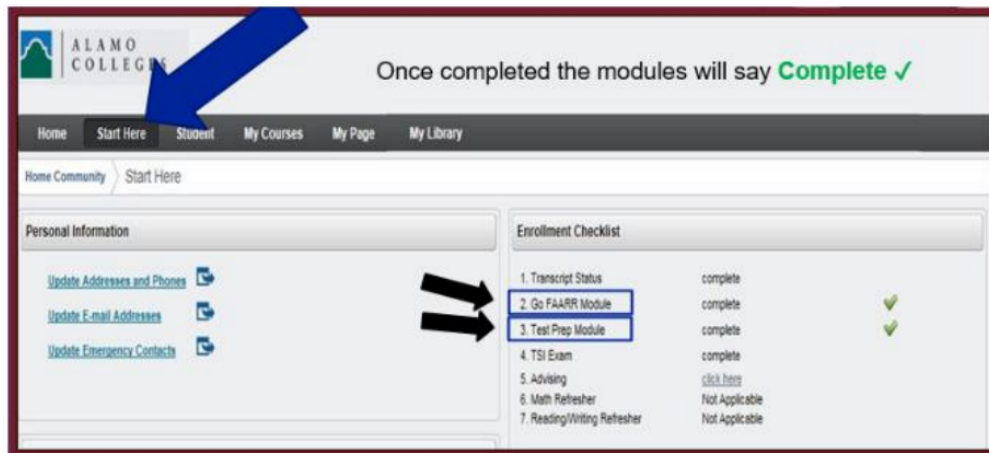 ALAMO
COLLEGES
Once completed the modules will say Complete ✓
Home Start Here Student My Courses My Page My Library
Home Community Start Here
Personal Information
Update Addresses and Phones
Update E-mail Addresses
Update Emergency Contacts
Enrollment Checklist
1. Transcript Status complete
2. Go FAARR Module complete
3. Test Prep Module complete
4. TSI Exam complete
5. Advising click here
6. Math Refresher Not Applicable
7. Reading/Writing Refresher Not Applicable